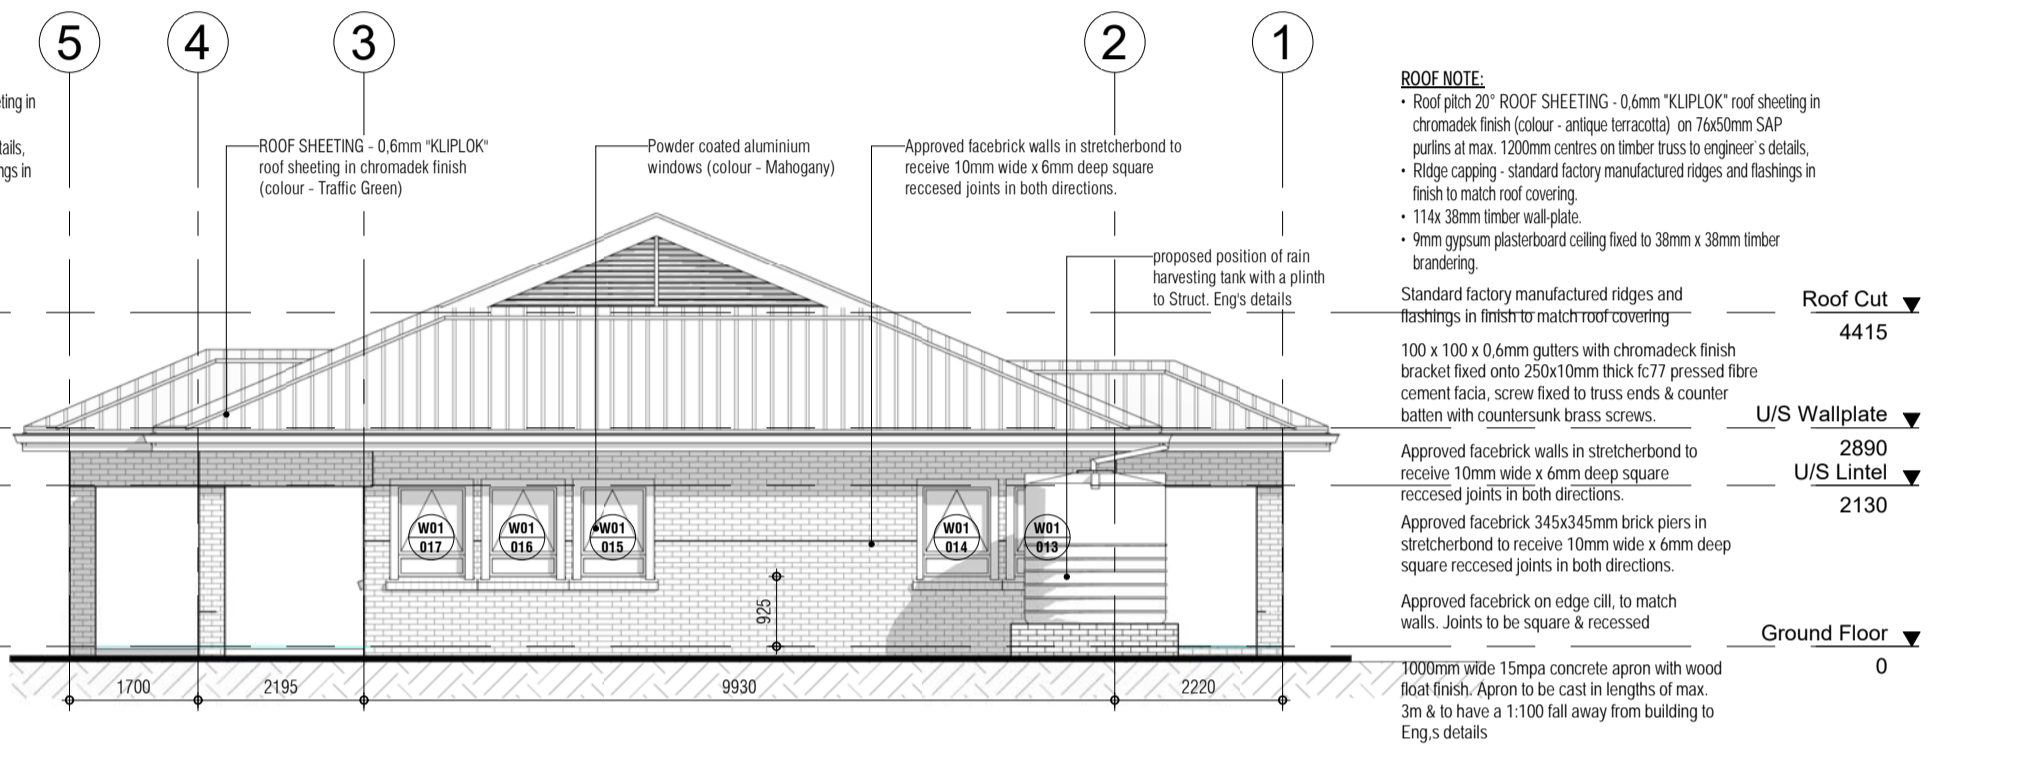 5
4
3
2
1
ting in
tails,
ngs in
ROOF SHEETING - 0,6mm "KLIPLOK"
roof sheeting in chromadek finish
(colour - Traffic Green)
Powder coated aluminium
windows (colour - Mahogany)
Approved facebrick walls in stretcherbond to
receive 10mm wide x 6mm deep square
reccesed joints in both directions.
proposed position of rain
harvesting tank with a plinth
to Struct. Eng's details
W01
017
W01
016
W01
015
W01
014
W01
013
925
1700
2195
9930
2220
ROOF NOTE:
• Roof pitch 20° ROOF SHEETING - 0,6mm "KLIPLOK" roof sheeting in
chromadek finish (colour - antique terracotta) on 76x50mm SAP
purlins at max. 1200mm centres on timber truss to engineer`s details,
• RIdge capping - standard factory manufactured ridges and flashings in
finish to match roof covering.
• 114x 38mm timber wall-plate.
• 9mm gypsum plasterboard ceiling fixed to 38mm x 38mm timber
brandering.
Standard factory manufactured ridges and
flashings in finish to match roof covering
100 x 100 x 0,6mm gutters with chromadeck finish
bracket fixed onto 250x10mm thick fc77 pressed fibre
cement facia, screw fixed to truss ends & counter
batten with countersunk brass screws.
Approved facebrick walls in stretcherbond to
receive 10mm wide x 6mm deep square
reccesed joints in both directions.
Approved facebrick 345x345mm brick piers in
stretcherbond to receive 10mm wide x 6mm deep
square reccesed joints in both directions.
Approved facebrick on edge cill, to match
walls. Joints to be square & recessed
1000mm wide 15mpa concrete apron with wood
float finish. Apron to be cast in lengths of max.
3m & to have a 1:100 fall away from building to
Eng,s details
Roof Cut
4415
U/S Wallplate
2890
U/S Lintel
2130
Ground Floor
0